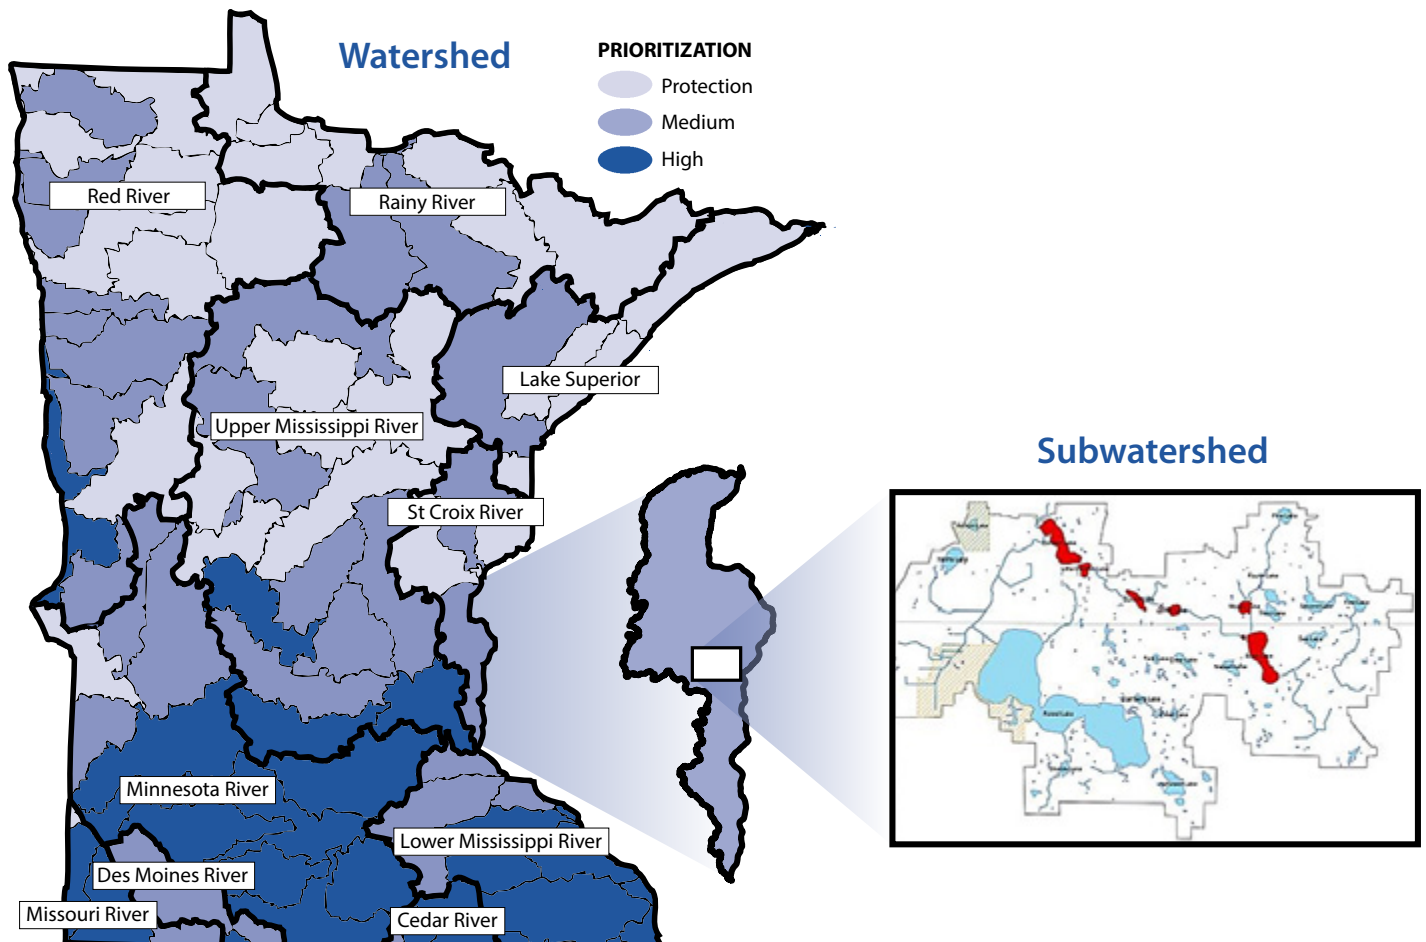 Watershed
PRIORITIZATION
Protection
Medium
High
Red River
Rainy River
Lake Superior
Upper Mississippi River
St Croix River
Minnesota River
Lower Mississippi River
Des Moines River
Missouri River
Cedar River
Subwatershed